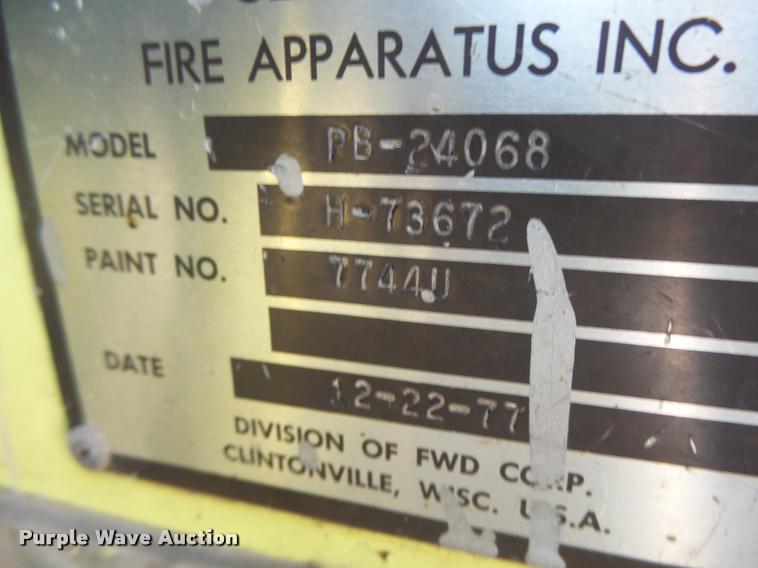 FIRE APPARATUS INC.
MODEL PB-24068
SERIAL NO. H-73672
PAINT NO. 7744U
DATE 12-22-77
DIVISION OF FWD CORP.
CLINTONVILLE, WISC. U.S.A.
Purple Wave Auction